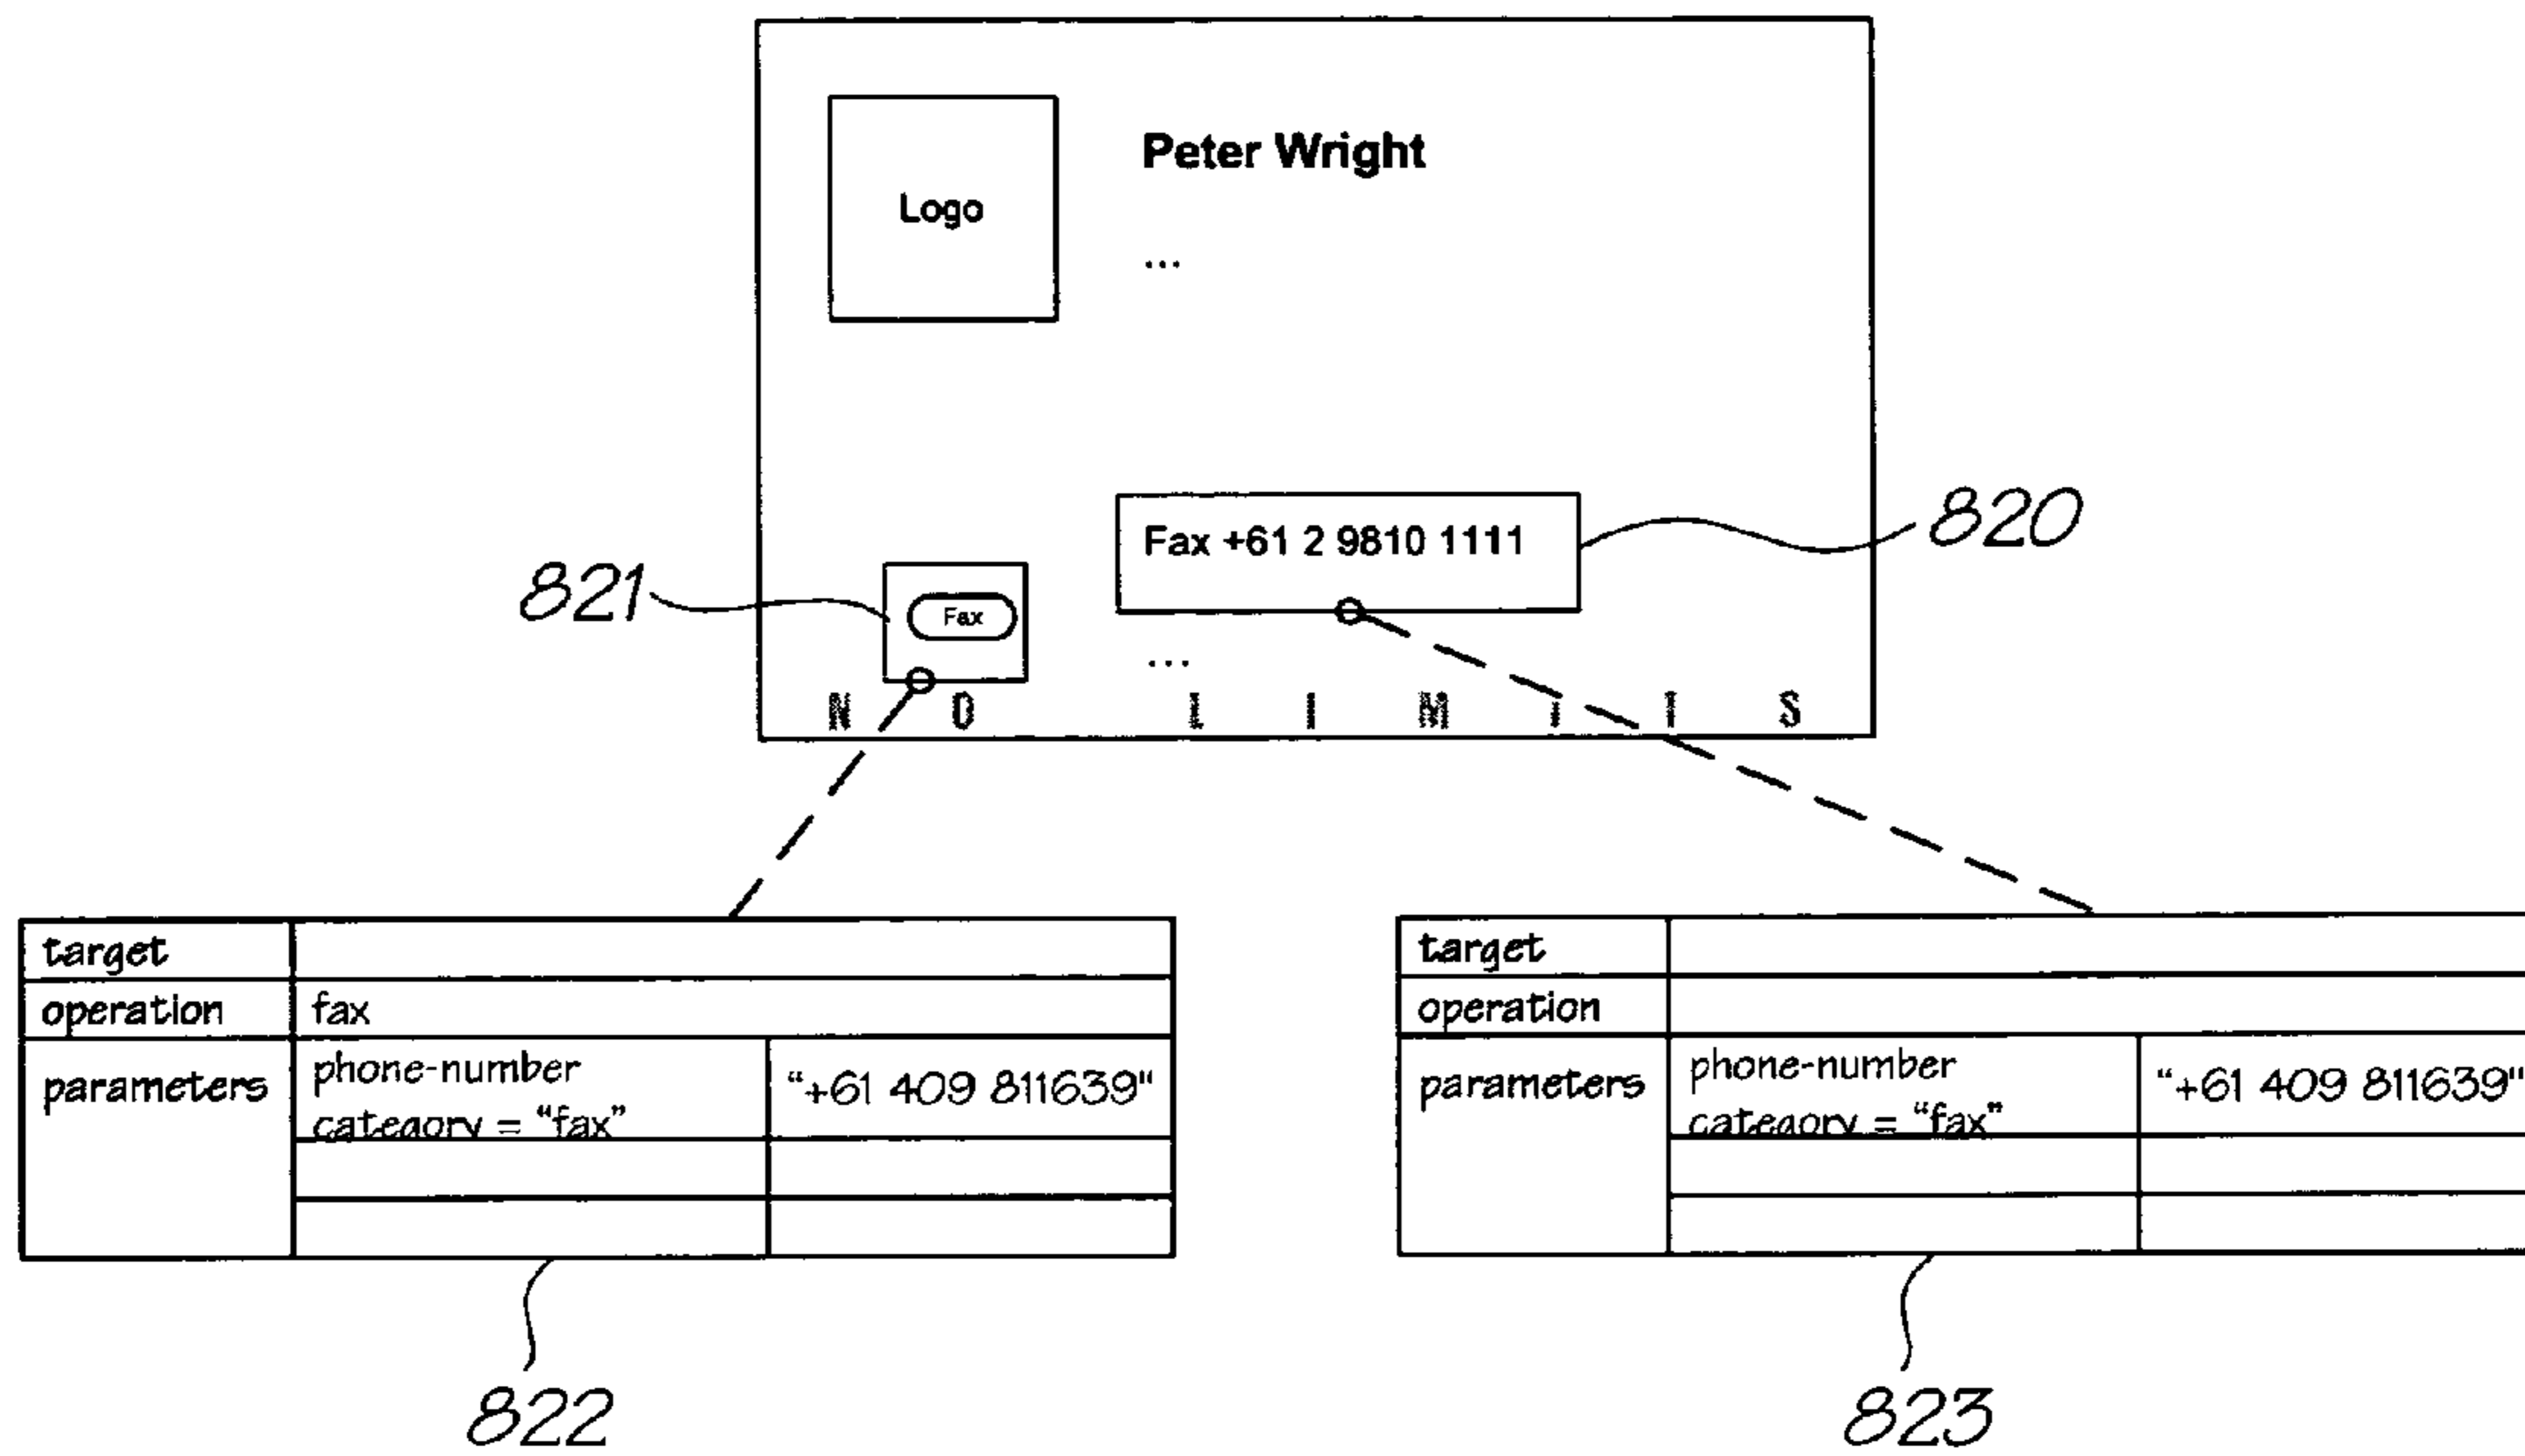 Peter Wright
Logo
...
Fax +61 2 9810 1111
820
821
Fax
...
target
operation fax
parameters phone-number category = "fax" "+61 409 811639"
822
target
operation
parameters phone-number category = "fax" "+61 409 811639"
823